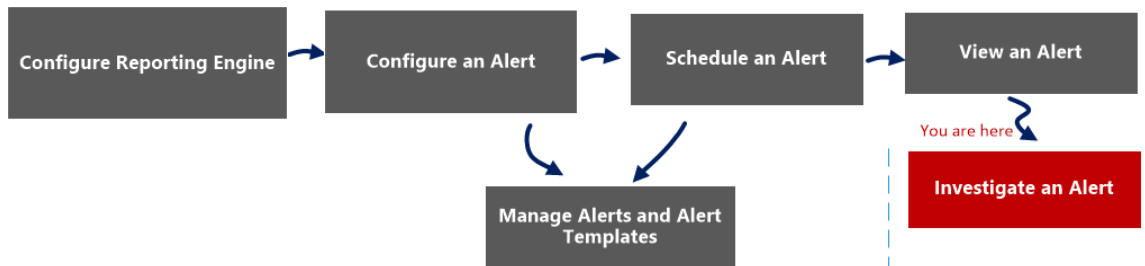 Configure Reporting Engine
Configure an Alert
Schedule an Alert
View an Alert
You are here
Investigate an Alert
Manage Alerts and Alert
Templates